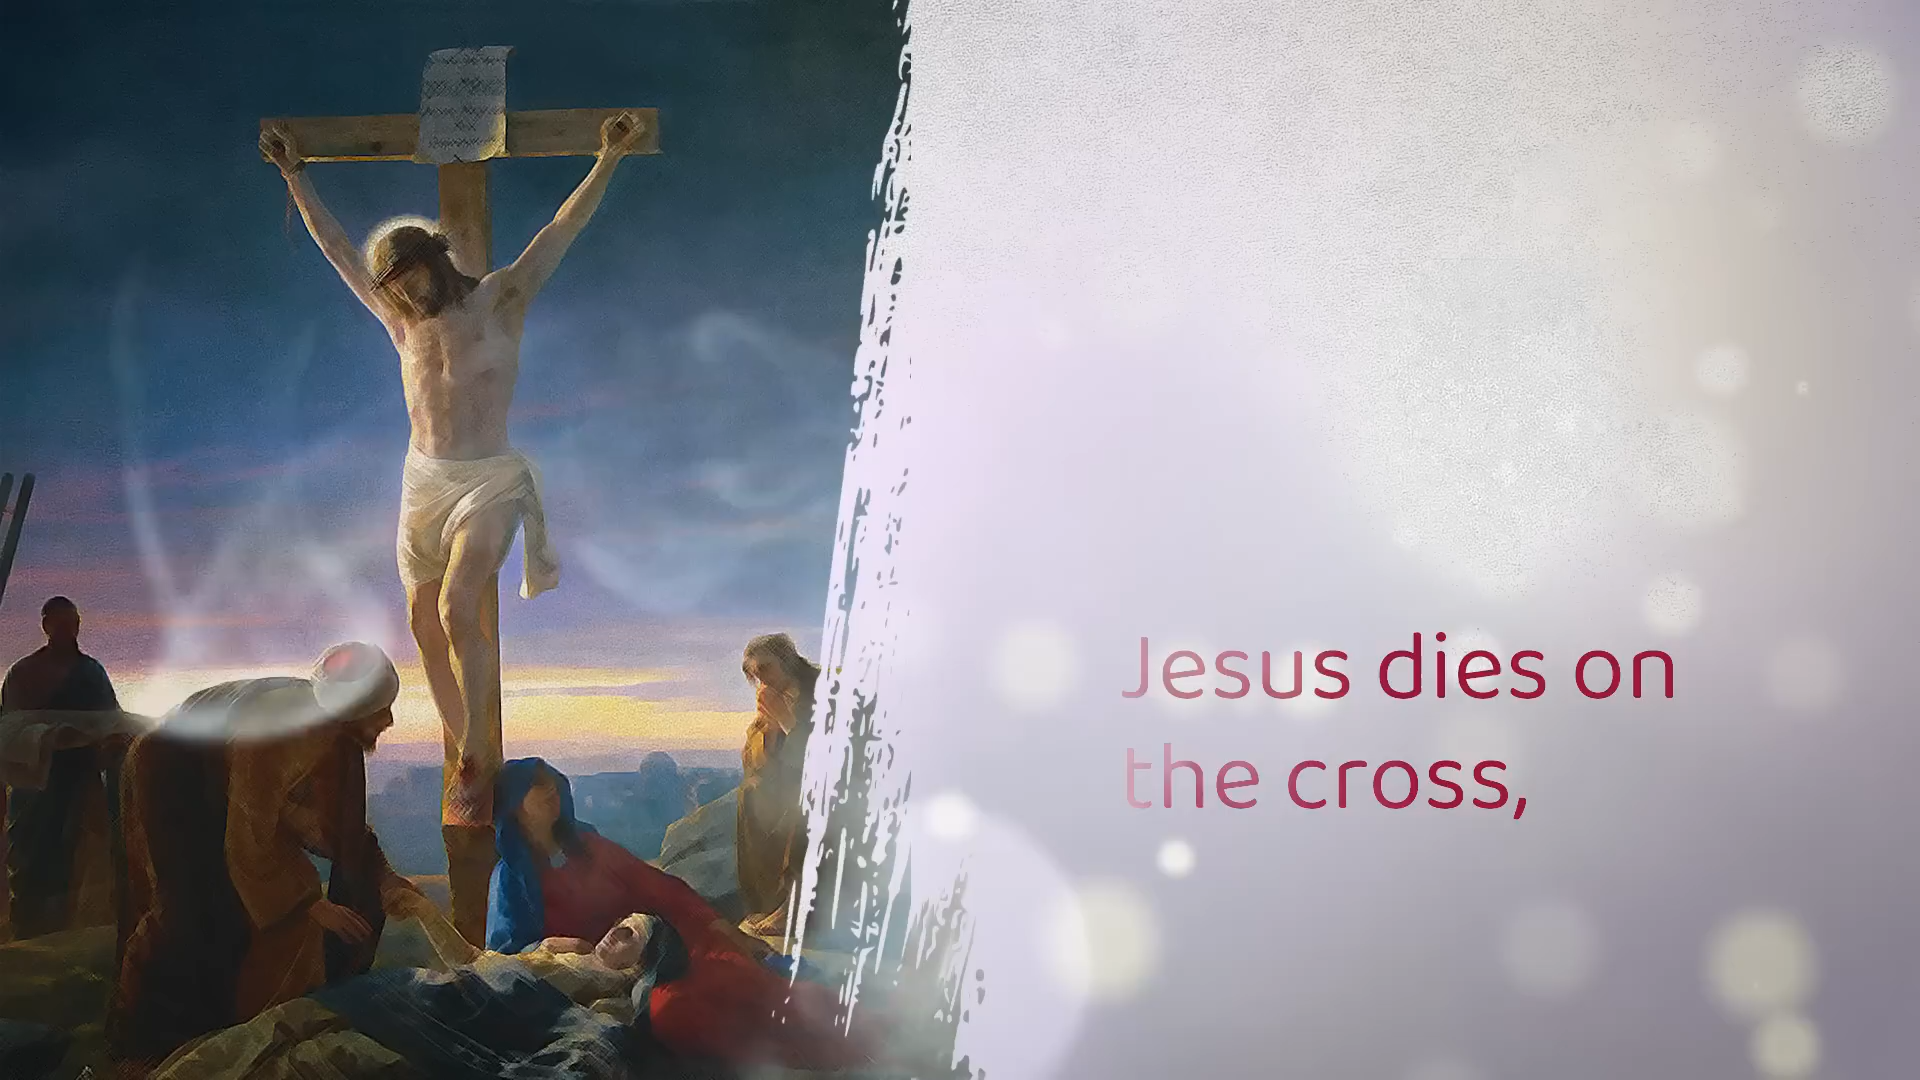 Jesus dies on
the cross,